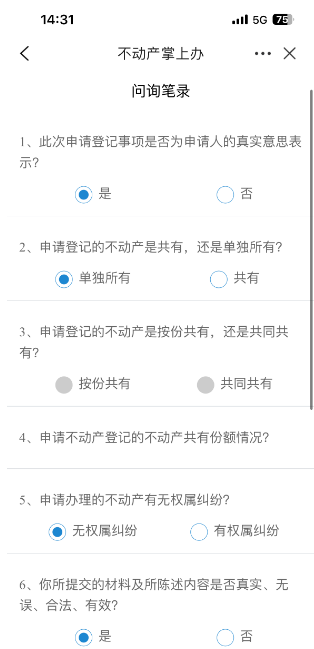 14:31
5G 75
不动产掌上办
问询笔录
1、此次申请登记事项是否为申请人的真实意思表
示?
是 否
2、申请登记的不动产是共有，还是单独所有?
单独所有 共有
3、申请登记的不动产是按份共有，还是共同共
有?
按份共有 共同共有
4、申请不动产登记的不动产共有份额情况?
5、申请办理的不动产有无权属纠纷?
无权属纠纷 有权属纠纷
6、你所提交的材料及所陈述内容是否真实、无
误、合法、有效?
是 否